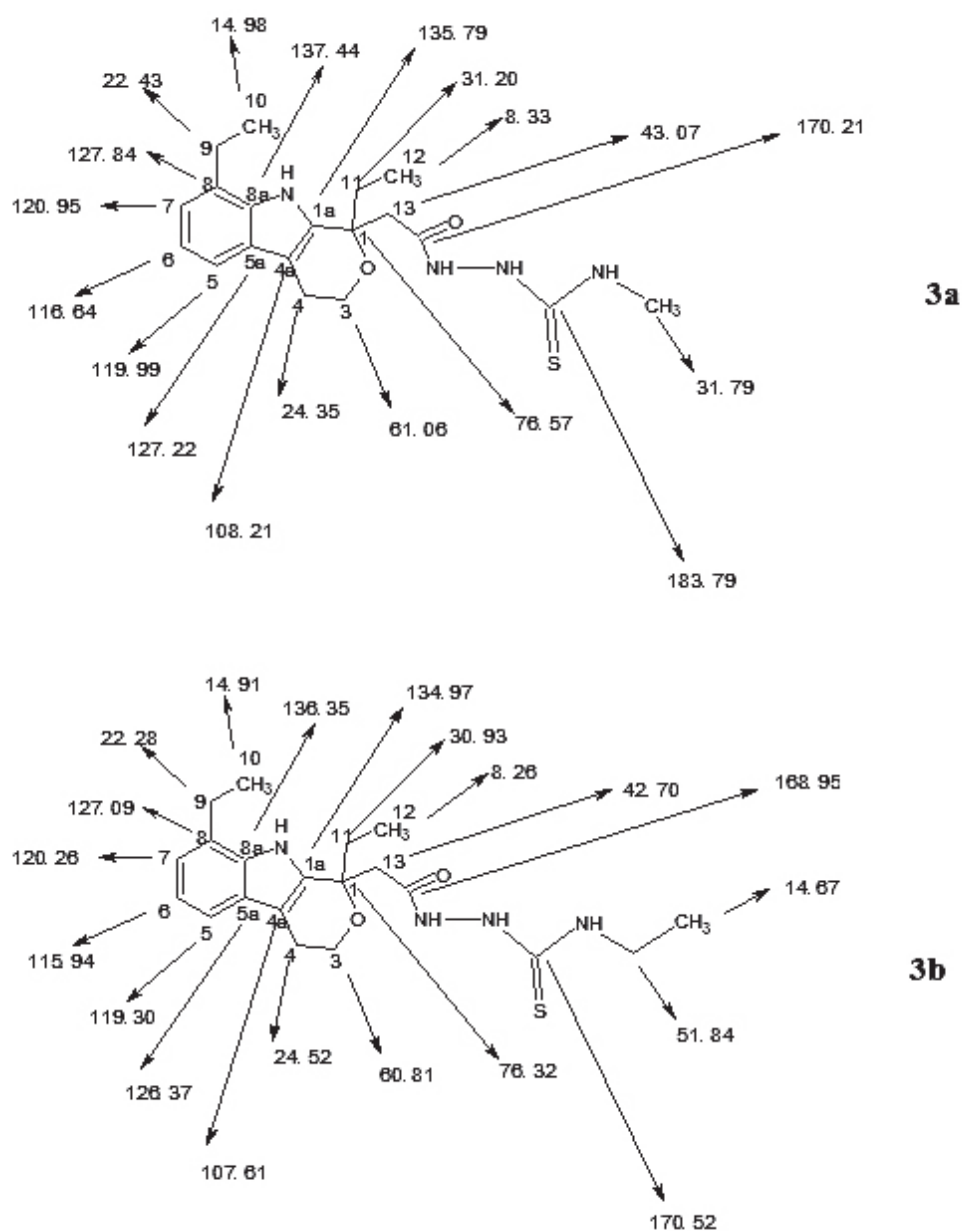 14. 98
137. 44
135. 79
22. 43
10
31. 20
CH3
12
8. 33
43. 07
170. 21
127. 84
9
8
8a
H
N
11
CH3
13
O
120. 95
7
1a
1
6
5
5a
4a
O
NH
NH
NH
116. 64
4
3
S
CH3
3a
119. 99
24. 35
61. 06
76. 57
31. 79
127. 22
108. 21
183. 79
14. 91
136. 35
134. 97
22. 28
10
30. 93
CH3
12
8. 26
42. 70
168. 95
127. 09
9
8
8a
H
N
11
CH3
13
O
14. 67
120. 26
7
1a
1
6
5
5a
4a
O
NH
NH
NH
CH3
115. 94
4
3
S
3b
119. 30
24. 52
60. 81
76. 32
51. 84
126. 37
107. 61
170. 52